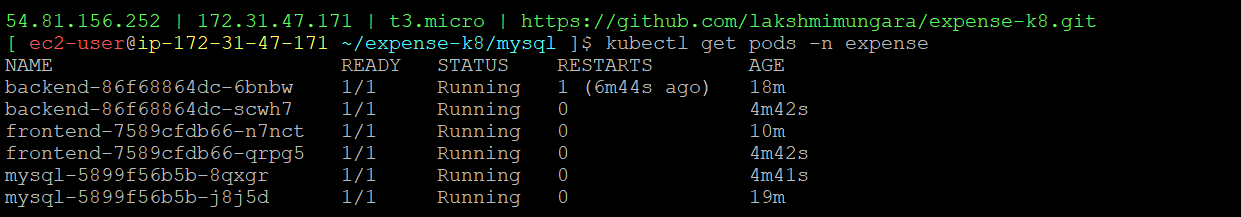 54.81.156.252 | 172.31.47.171 | t3.micro | https://github.com/lakshmimungara/expense-k8.git
[ ec2-user@ip-172-31-47-171 ~/expense-k8/mysql ]$ kubectl get pods -n expense
NAME READY STATUS RESTARTS AGE
backend-86f68864dc-6bnbw 1/1 Running 1 (6m44s ago) 18m
backend-86f68864dc-scwh7 1/1 Running 0 4m42s
frontend-7589cfdb66-n7nct 1/1 Running 0 10m
frontend-7589cfdb66-qrpg5 1/1 Running 0 4m42s
mysql-5899f56b5b-8qxgr 1/1 Running 0 4m41s
mysql-5899f56b5b-j8j5d 1/1 Running 0 19m